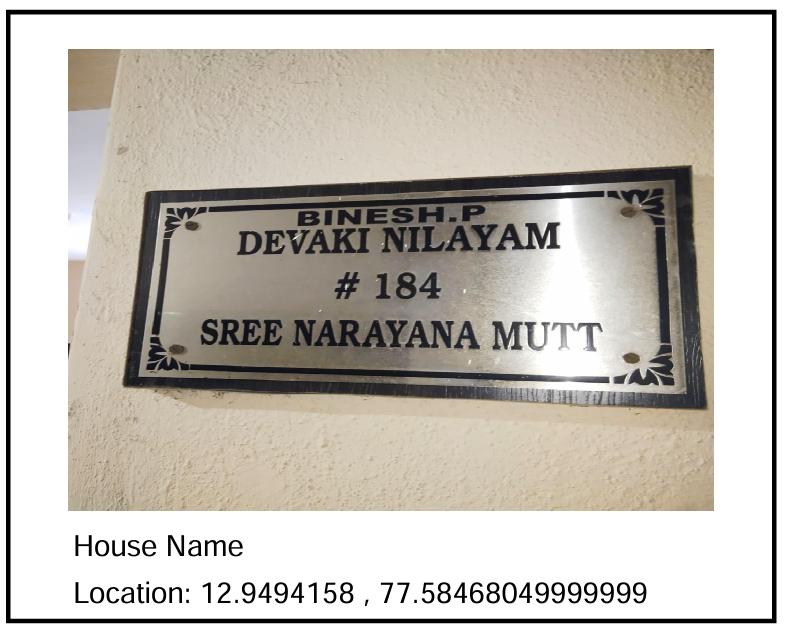 BINESH.P
DEVAKI NILAYAM
# 184
SREE NARAYANA MUTT
House Name
Location: 12.9494158 , 77.58468049999999